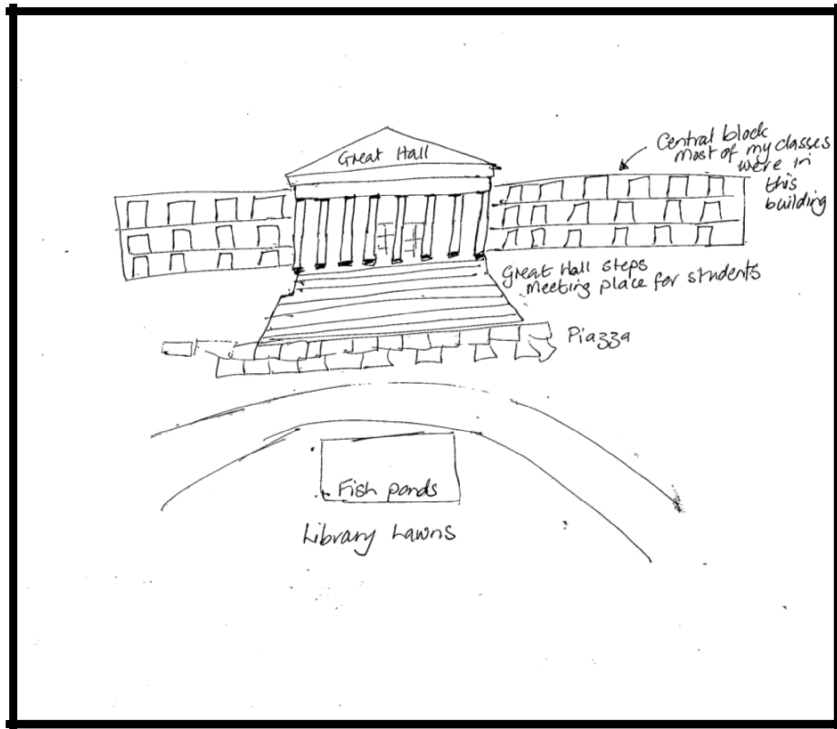 Great Hall
Central block
most of my classes
were in
this
building
Great Hall steps
meeting place for students
Piazza
Fish ponds
Library Lawns